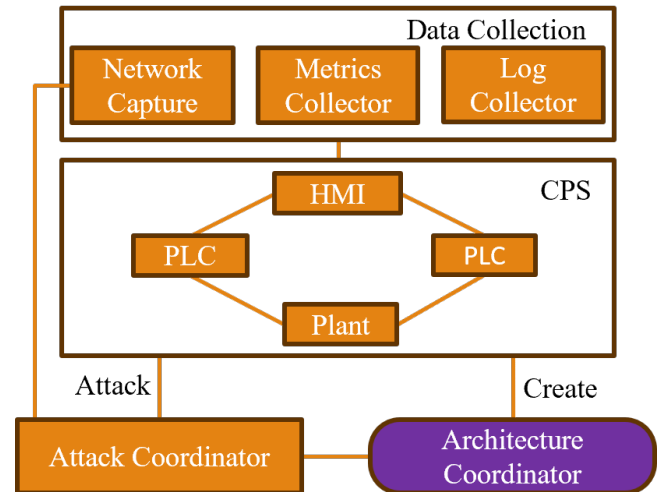 Data Collection
Network
Capture
Metrics
Collector
Log
Collector
CPS
HMI
PLC
PLC
Plant
Attack
Create
Attack Coordinator
Architecture
Coordinator